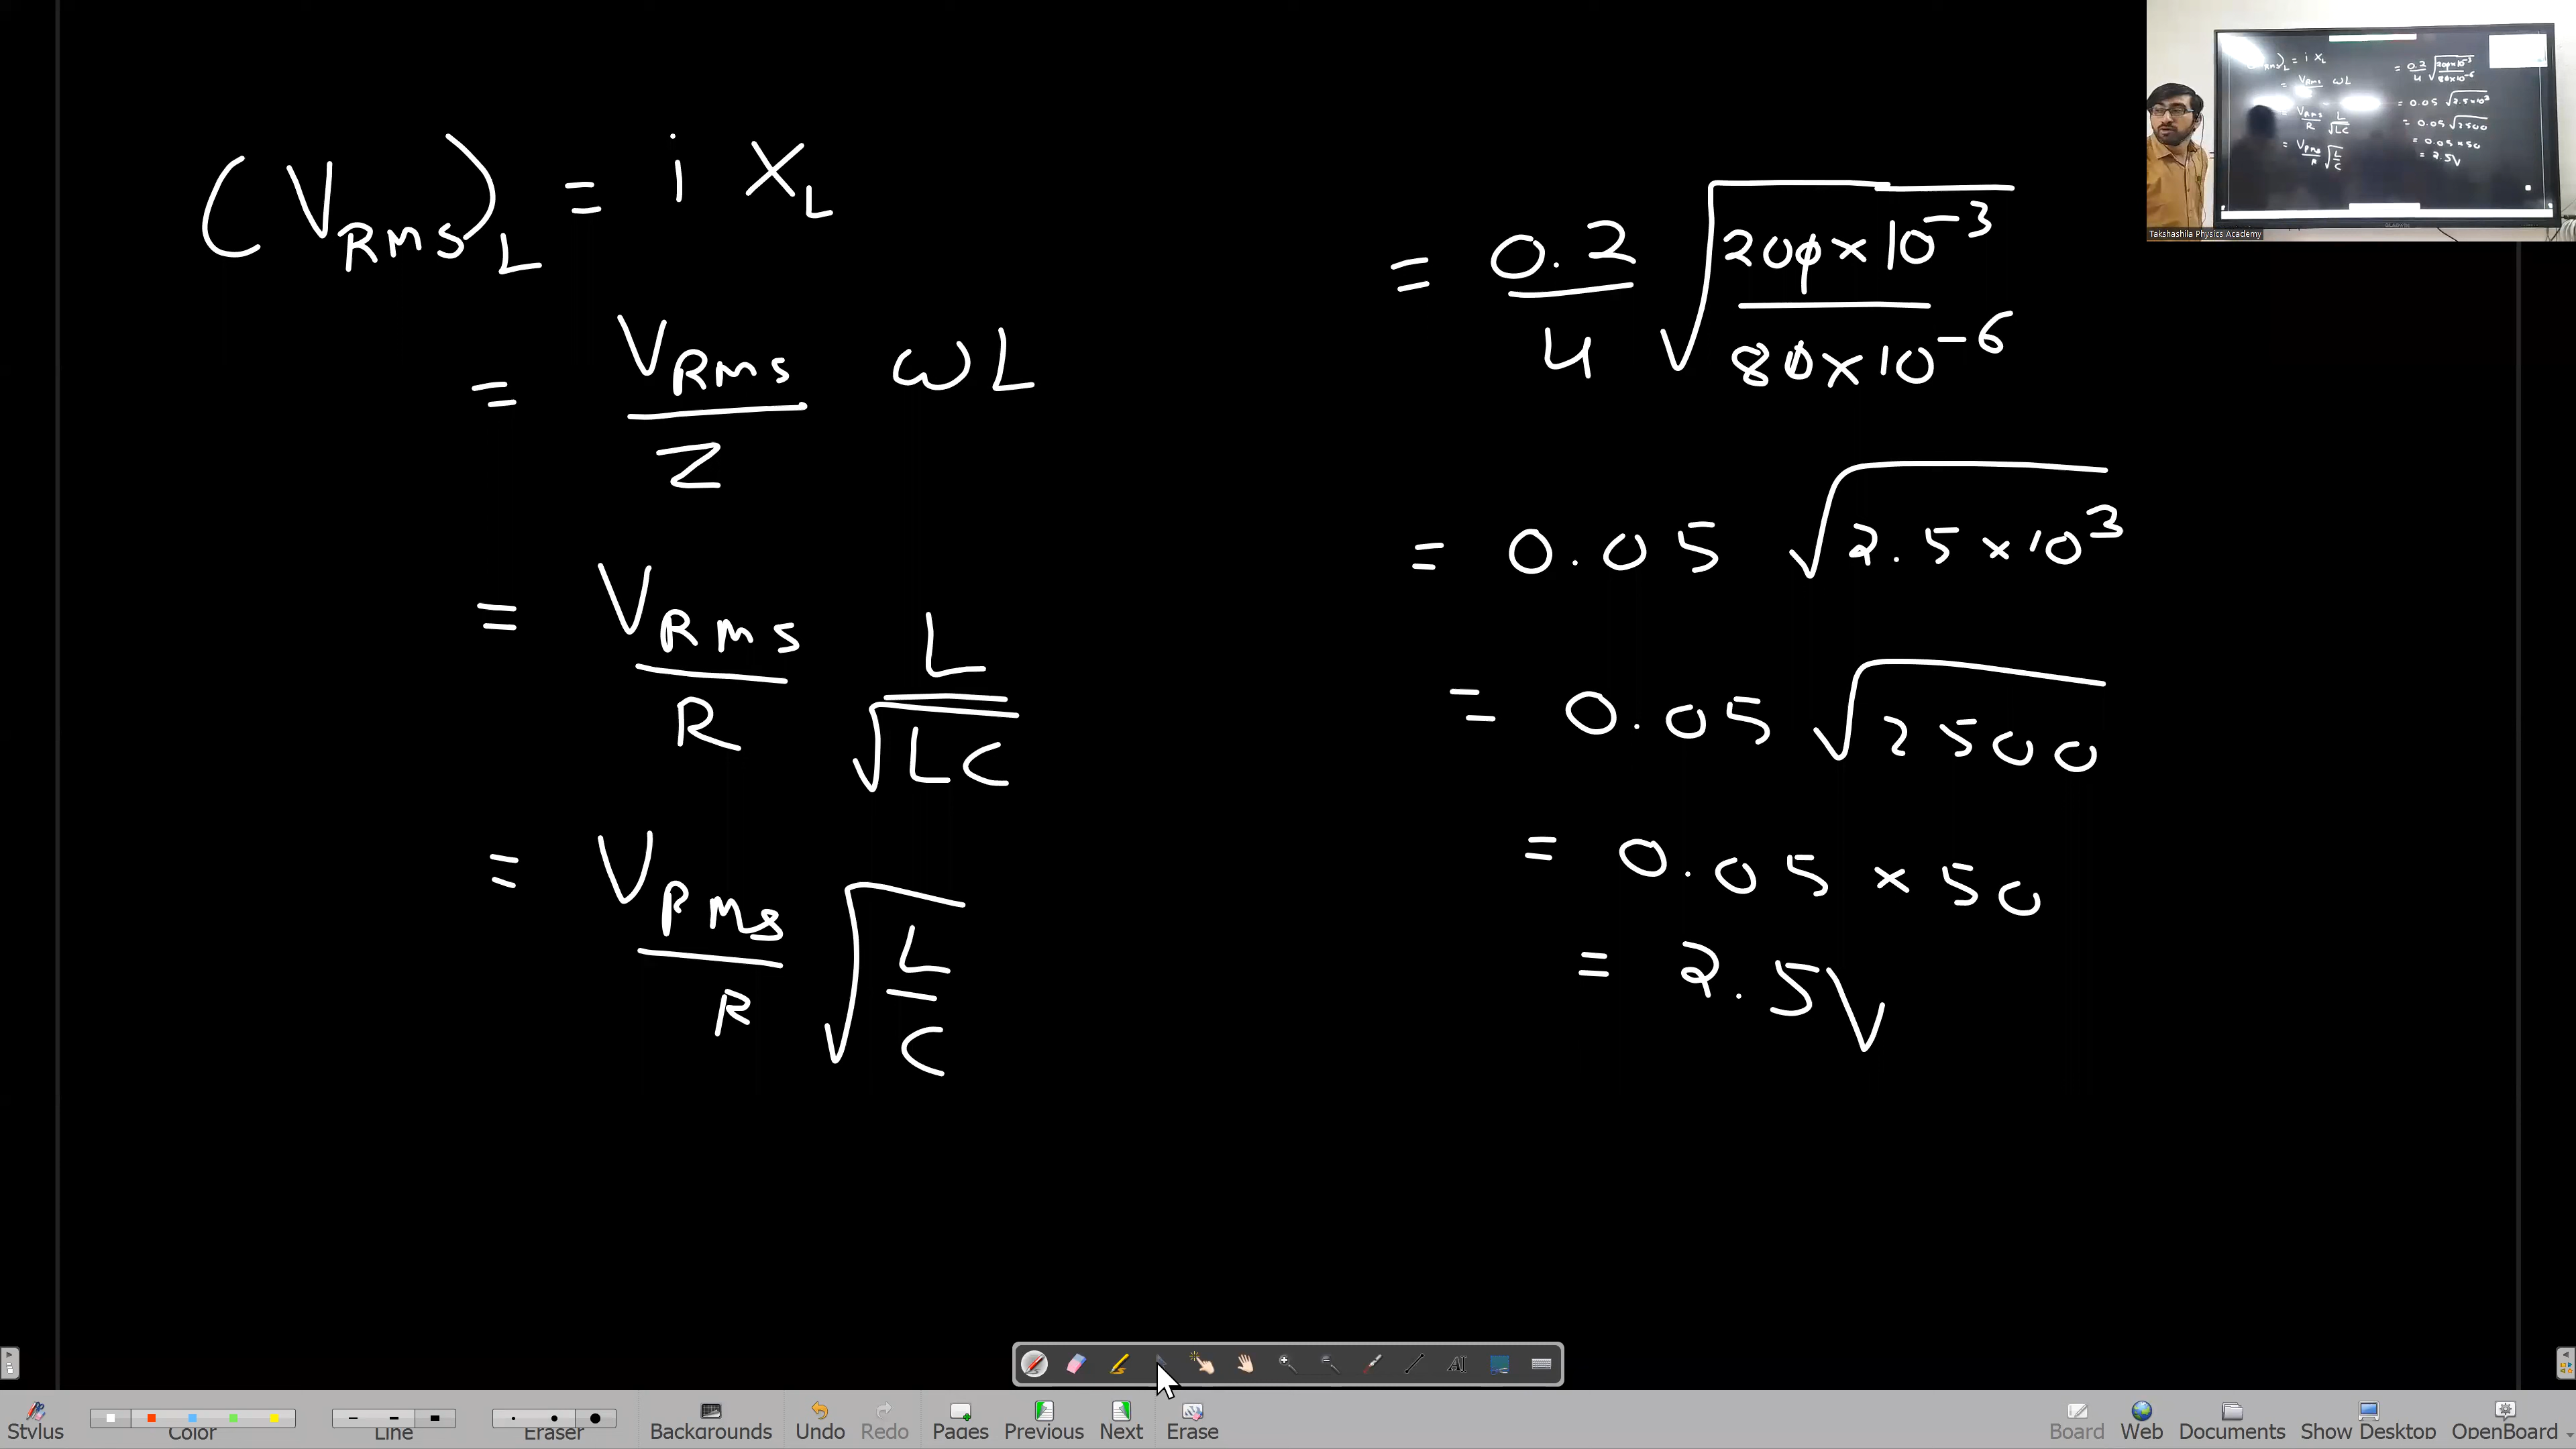 (V_RMS)_L = i X_L
= V_RMS / Z ωL
= V_RMS / R L / √LC
= V_RMS / R √(L / C)
= 0.2 / 4 √(200×10^-3 / 80×10^-6)
= 0.05 √2.5×10^3
= 0.05 √2500
= 0.05 × 50
= 2.5V
Takshashila Physics Academy
Stylus
Color
Line
Eraser
Backgrounds
Undo
Redo
Pages
Previous
Next
Erase
Board
Web
Documents
Show Desktop
OpenBoard